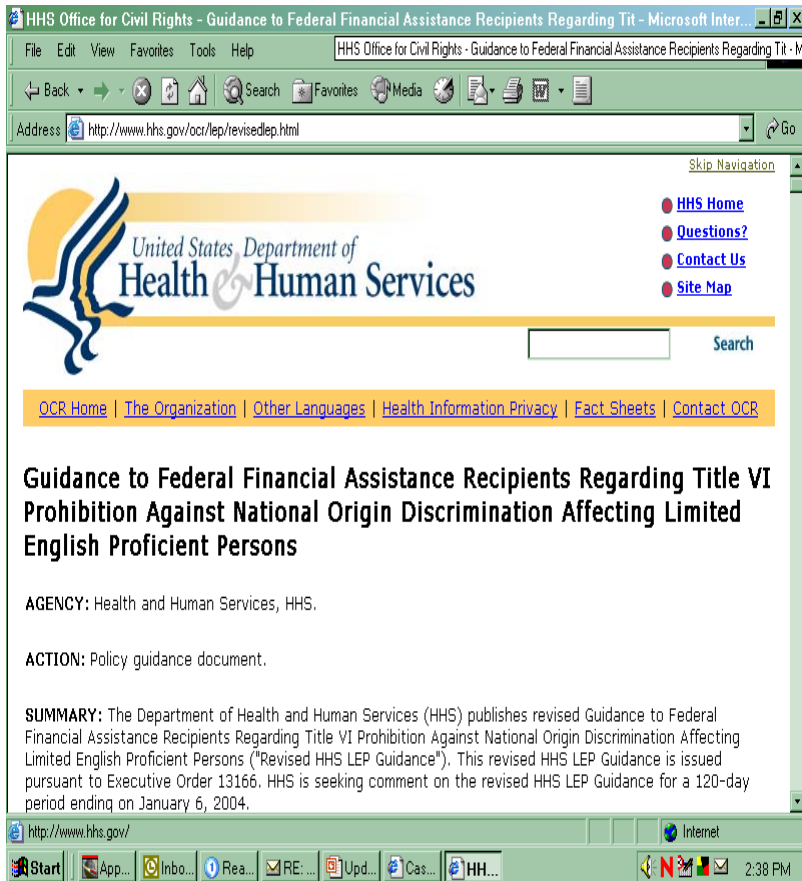 HHS Office for Civil Rights - Guidance to Federal Financial Assistance Recipients Regarding Tit - Microsoft Inter...
File Edit View Favorites Tools Help
HHS Office for Civil Rights - Guidance to Federal Financial Assistance Recipients Regarding Tit - M
Back Search Favorites Media
Address http://www.hhs.gov/ocr/lep/revisedlep.html Go
Skip Navigation
United States Department of
Health & Human Services
HHS Home
Questions?
Contact Us
Site Map
Search
OCR Home | The Organization | Other Languages | Health Information Privacy | Fact Sheets | Contact OCR
Guidance to Federal Financial Assistance Recipients Regarding Title VI
Prohibition Against National Origin Discrimination Affecting Limited
English Proficient Persons
AGENCY: Health and Human Services, HHS.
ACTION: Policy guidance document.
SUMMARY: The Department of Health and Human Services (HHS) publishes revised Guidance to Federal
Financial Assistance Recipients Regarding Title VI Prohibition Against National Origin Discrimination Affecting
Limited English Proficient Persons ("Revised HHS LEP Guidance"). This revised HHS LEP Guidance is issued
pursuant to Executive Order 13166. HHS is seeking comment on the revised HHS LEP Guidance for a 120-day
period ending on January 6, 2004.
http://www.hhs.gov/ Internet
Start App... Inbo... Rea... RE: ... Upd... Cas... HH... 2:38 PM